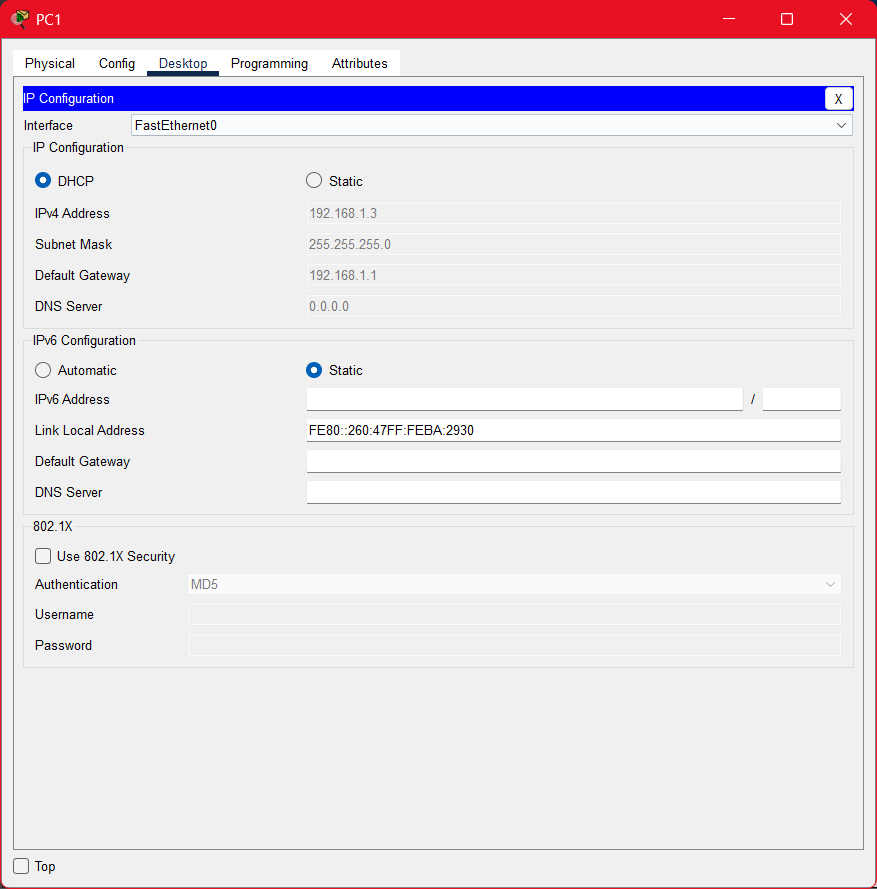 PC1
Physical Config Desktop Programming Attributes
IP Configuration X
Interface FastEthernet0
IP Configuration
DHCP Static
IPv4 Address 192.168.1.3
Subnet Mask 255.255.255.0
Default Gateway 192.168.1.1
DNS Server 0.0.0.0
IPv6 Configuration
Automatic Static
IPv6 Address /
Link Local Address FE80::260:47FF:FEBA:2930
Default Gateway
DNS Server
802.1X
Use 802.1X Security
Authentication MD5
Username
Password
Top